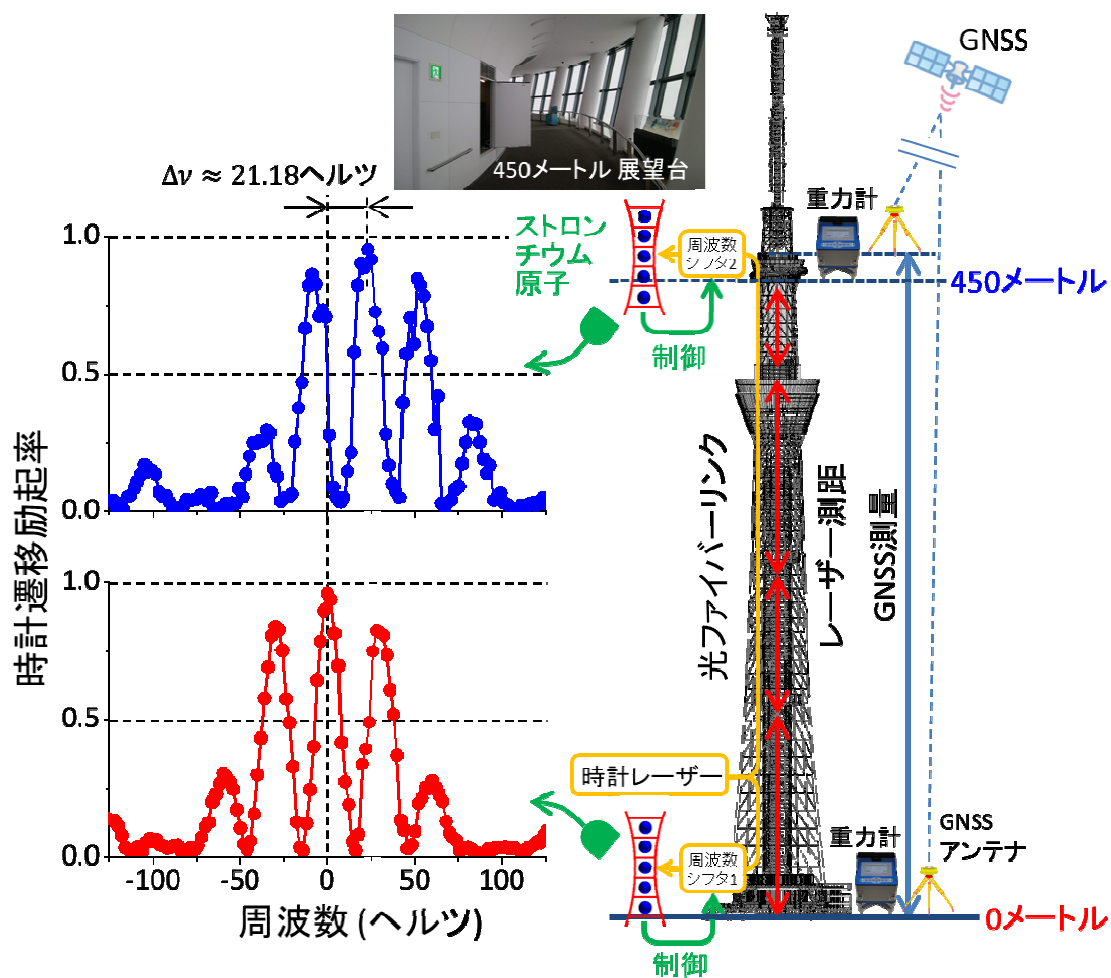 GNSS
450メートル 展望台
Δν ≈ 21.18ヘルツ
重力計
ストロン
チウム
原子
周波数
シフタ2
450メートル
制御
1.0
0.5
0.0
時計遷移励起率
1.0
0.5
0.0
-100
-50
0
50
100
周波数 (ヘルツ)
光ファイバーリンク
レーザー測距
GNSS測量
時計レーザー
周波数
シフタ1
重力計
GNSS
アンテナ
0メートル
制御